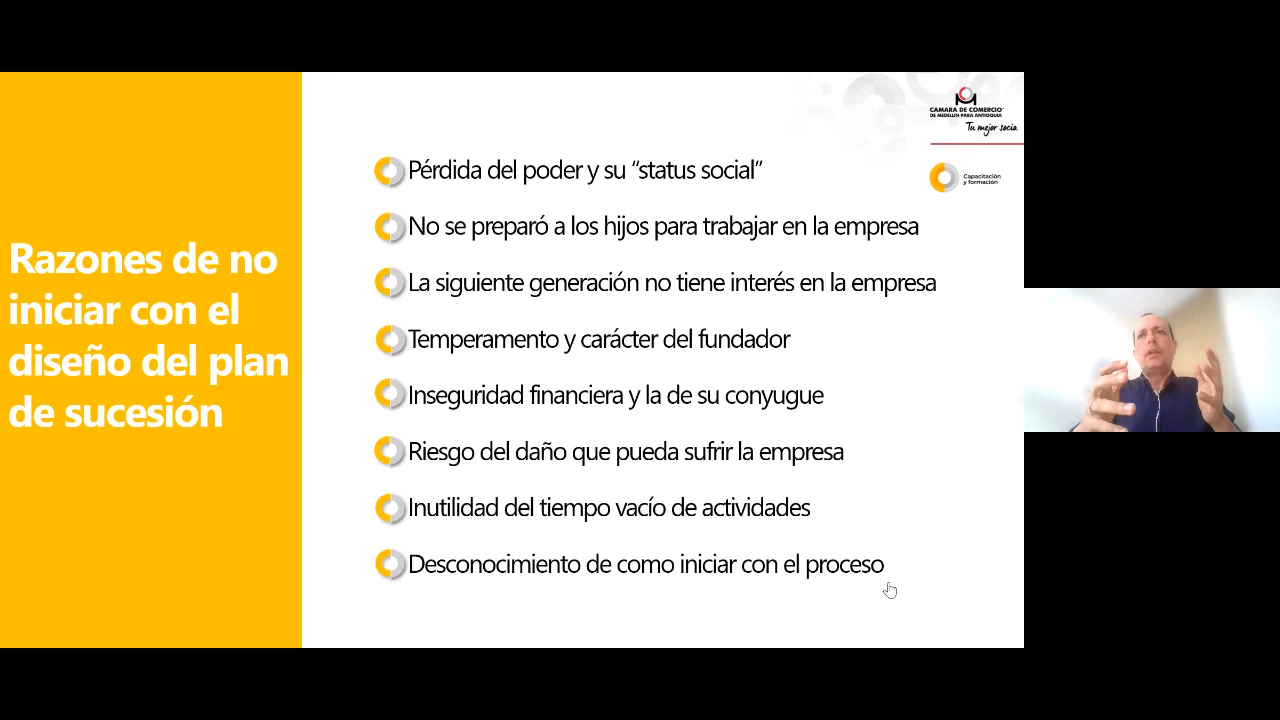 Razones de no
iniciar con el
diseño del plan
de sucesión
CAMARA DE COMERCIO
DE MEDELLIN PARA ANTIOQUIA
Tu mejor socio.
Capacitación
y formación
Pérdida del poder y su “status social”
No se preparó a los hijos para trabajar en la empresa
La siguiente generación no tiene interés en la empresa
Temperamento y carácter del fundador
Inseguridad financiera y la de su conyugue
Riesgo del daño que pueda sufrir la empresa
Inutilidad del tiempo vacío de actividades
Desconocimiento de como iniciar con el proceso